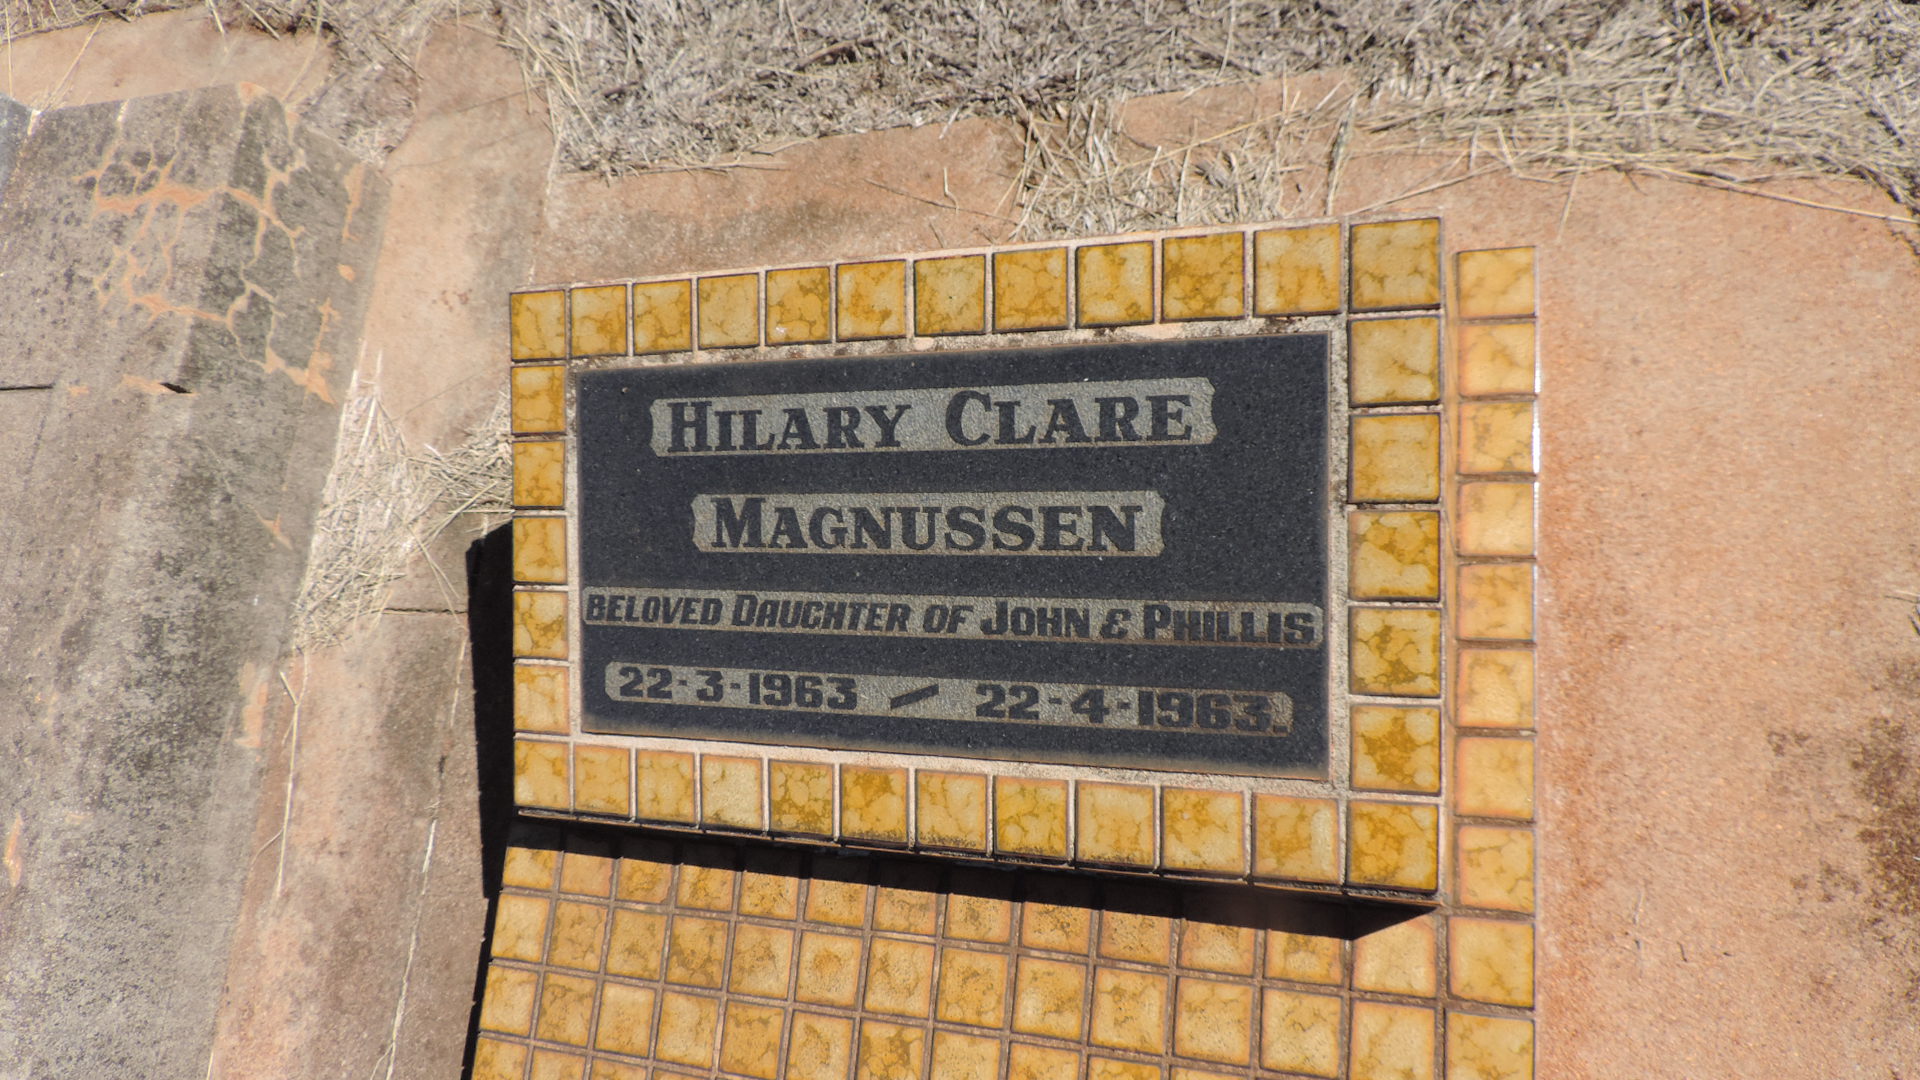 HILARY CLARE
MAGNUSSEN
BELOVED DAUGHTER OF JOHN & PHILLIS
22-3-1963 – 22-4-1963.